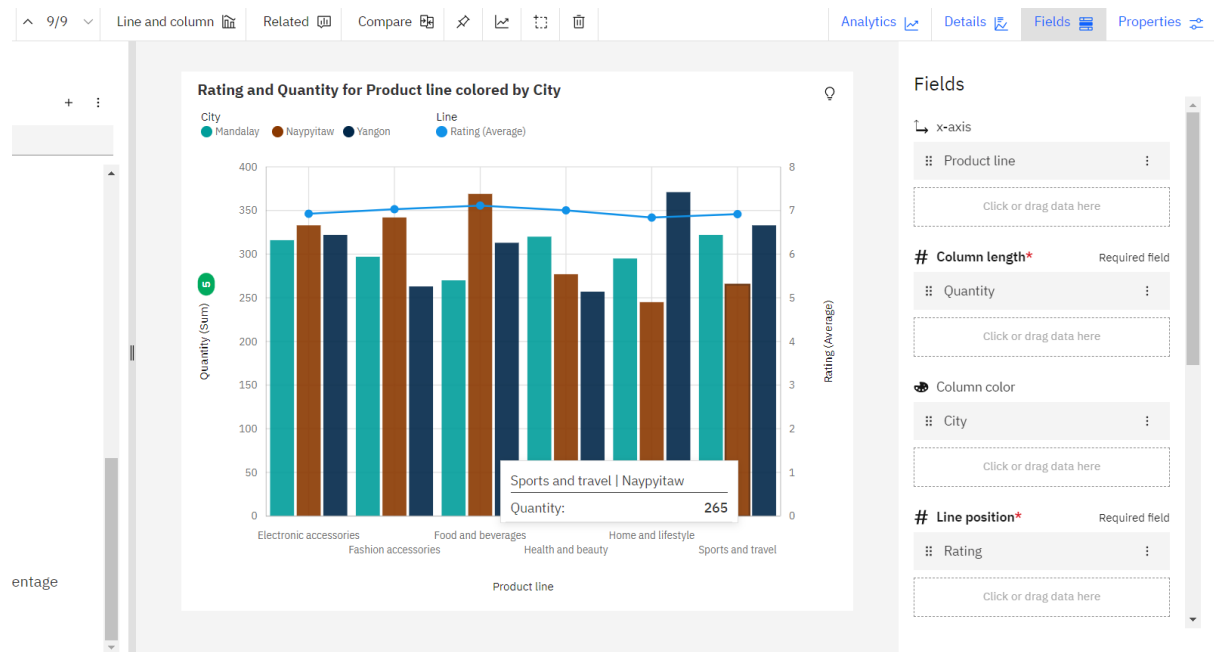 9/9 Line and column Related Compare Analytics Details Fields Properties
entage
Rating and Quantity for Product line colored by City
City
Mandalay Naypyitaw Yangon
Line
Rating (Average)
400
350
300
250
200
150
100
50
0
Quantity (Sum) 5
8
7
6
5
4
3
2
1
0
Rating (Average)
Sports and travel | Naypyitaw
Quantity: 265
Electronic accessories
Fashion accessories
Food and beverages
Health and beauty
Home and lifestyle
Sports and travel
Product line
Fields
x-axis
Product line
Click or drag data here
# Column length* Required field
Quantity
Click or drag data here
Column color
City
Click or drag data here
# Line position* Required field
Rating
Click or drag data here